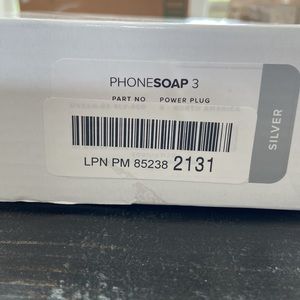 PHONESOAP 3
PART NO POWER PLUG
LPN PM 85238 2131
SILVER